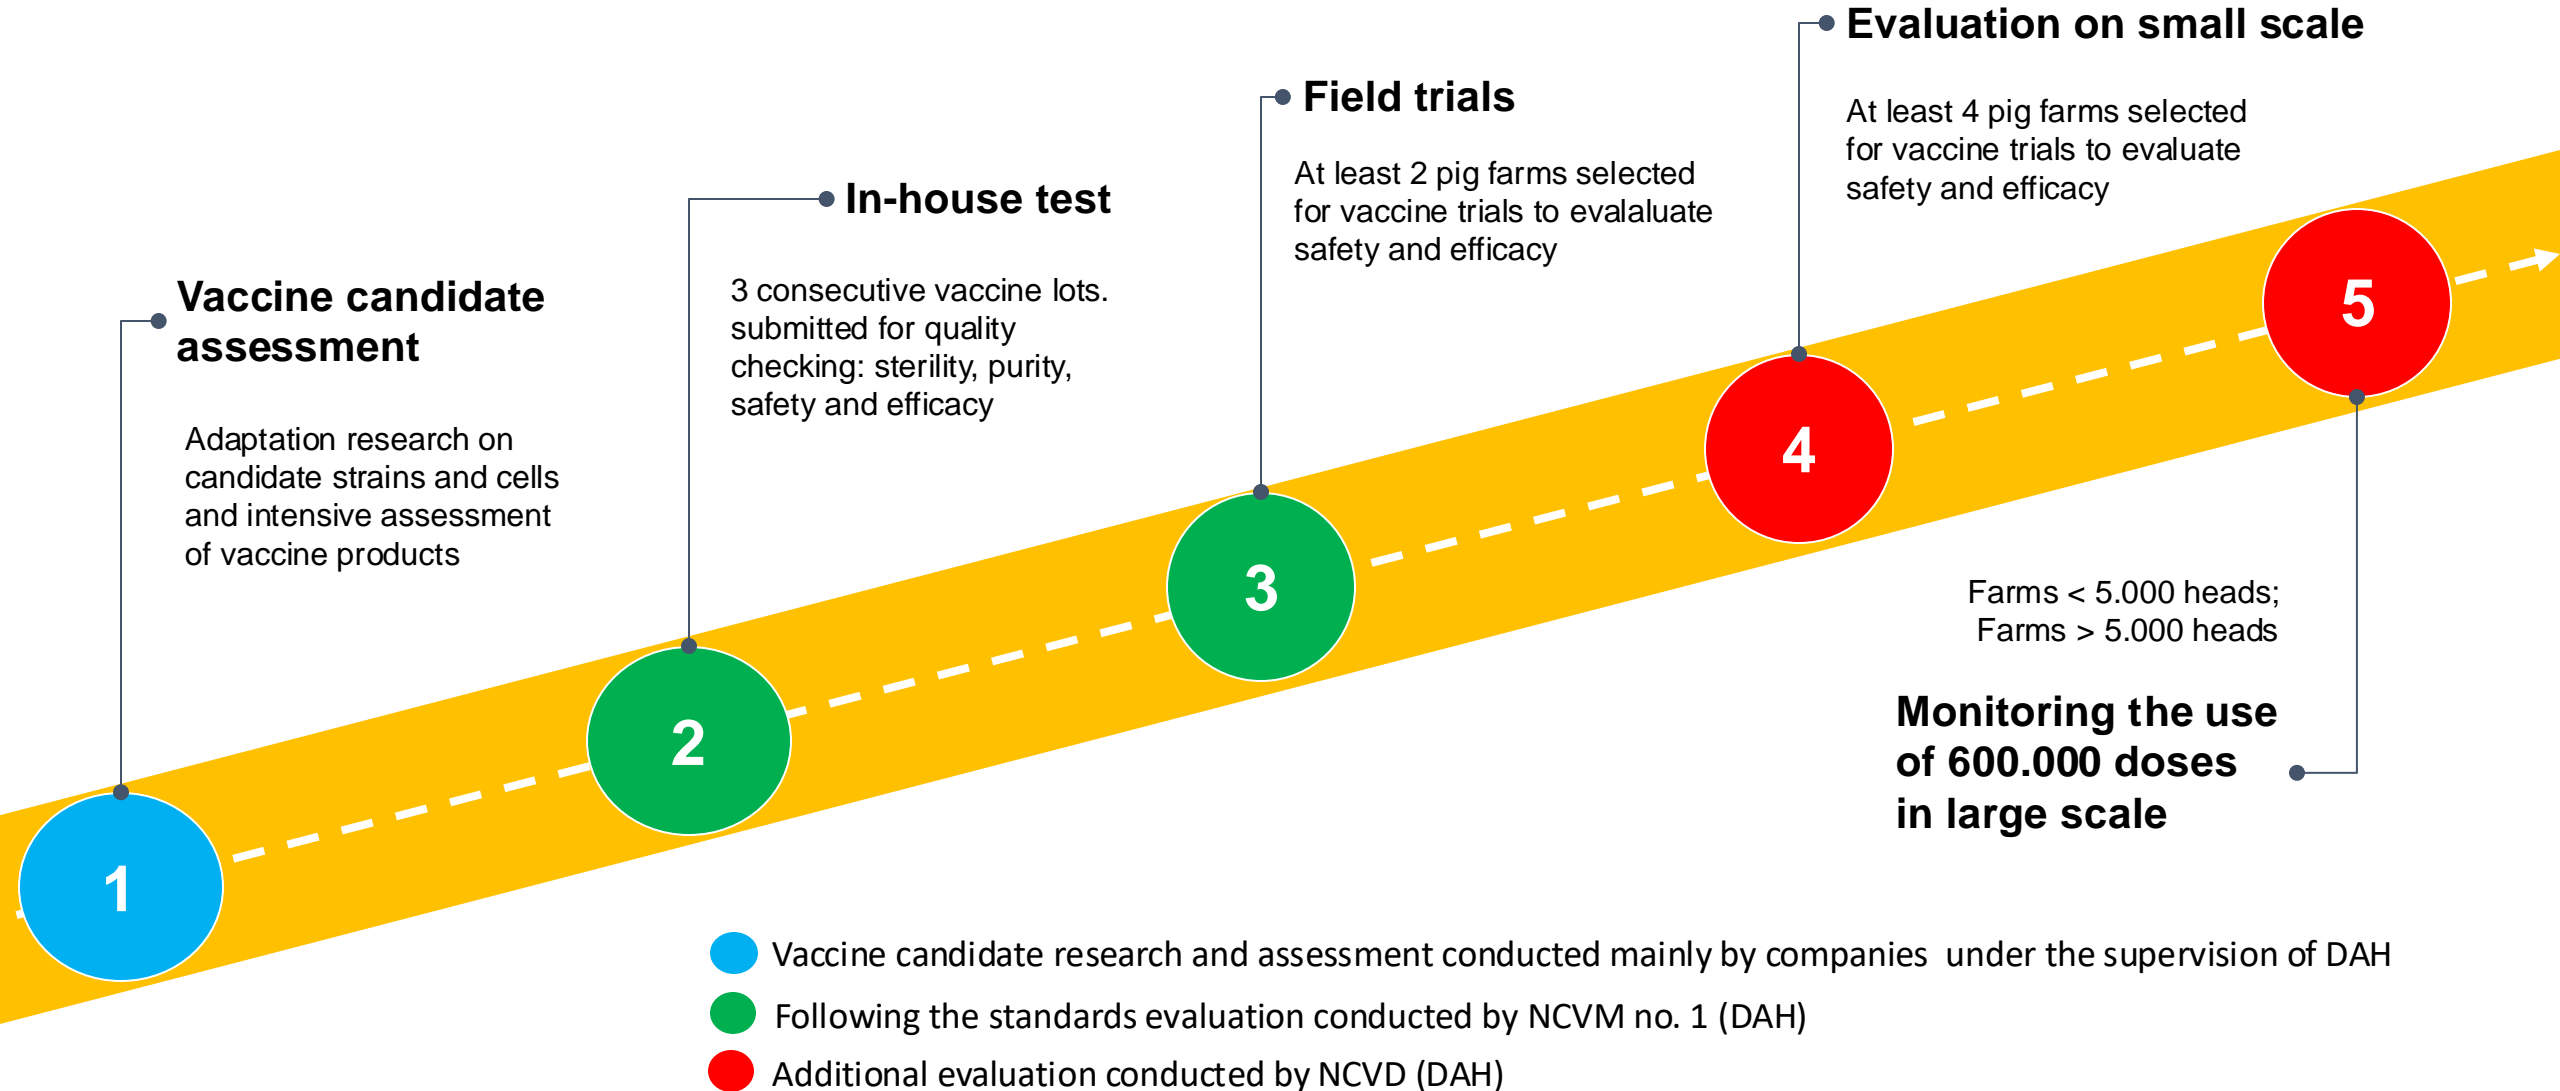 Vaccine candidate
assessment
Adaptation research on
candidate strains and cells
and intensive assessment
of vaccine products
1
In-house test
3 consecutive vaccine lots.
submitted for quality
checking: sterility, purity,
safety and efficacy
2
Field trials
At least 2 pig farms selected
for vaccine trials to evalaluate
safety and efficacy
3
Evaluation on small scale
At least 4 pig farms selected
for vaccine trials to evaluate
safety and efficacy
4
5
Farms < 5.000 heads;
Farms > 5.000 heads
Monitoring the use
of 600.000 doses
in large scale
Vaccine candidate research and assessment conducted mainly by companies  under the supervision of DAH
Following the standards evaluation conducted by NCVM no. 1 (DAH)
Additional evaluation conducted by NCVD (DAH)